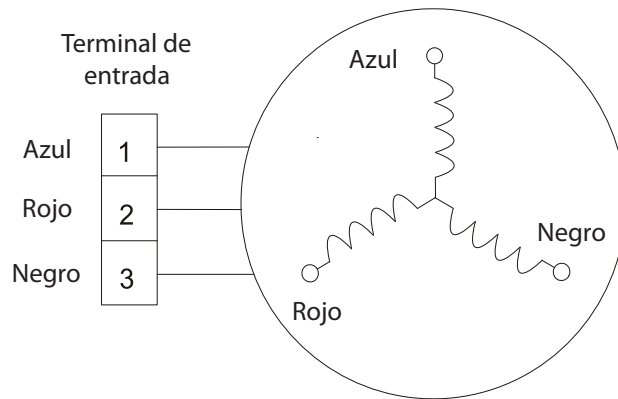 Terminal de
entrada
Azul
1
Rojo
2
Negro
3
Azul
Negro
Rojo